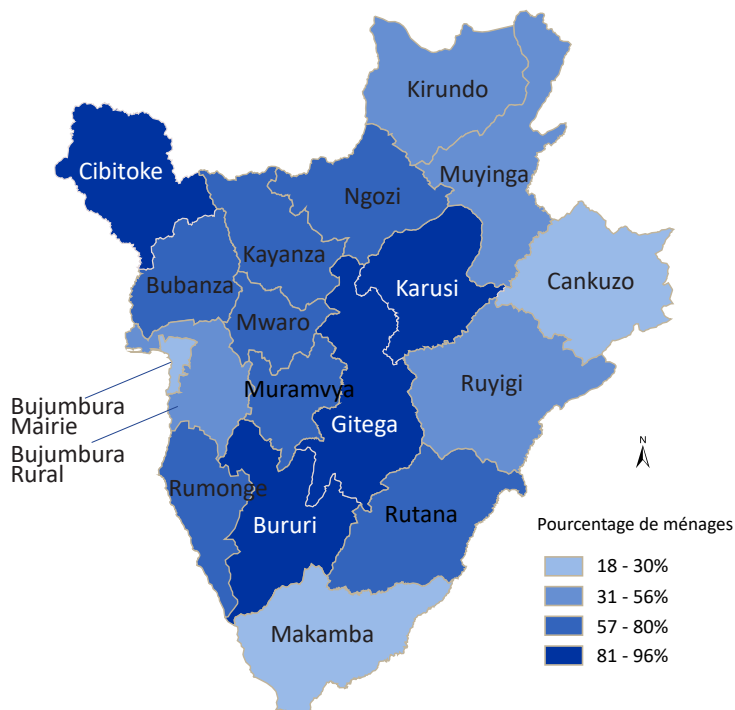 Kirundo
Cibitoke
Muyinga
Ngozi
Kayanza
Bubanza
Karusi
Cankuzo
Mwaro
Muramvya
Ruyigi
Bujumbura
Mairie
Gitega
Bujumbura
Rural
N
Rumonge
Rutana
Bururi
Makamba
Pourcentage de ménages
18 - 30%
31 - 56%
57 - 80%
81 - 96%